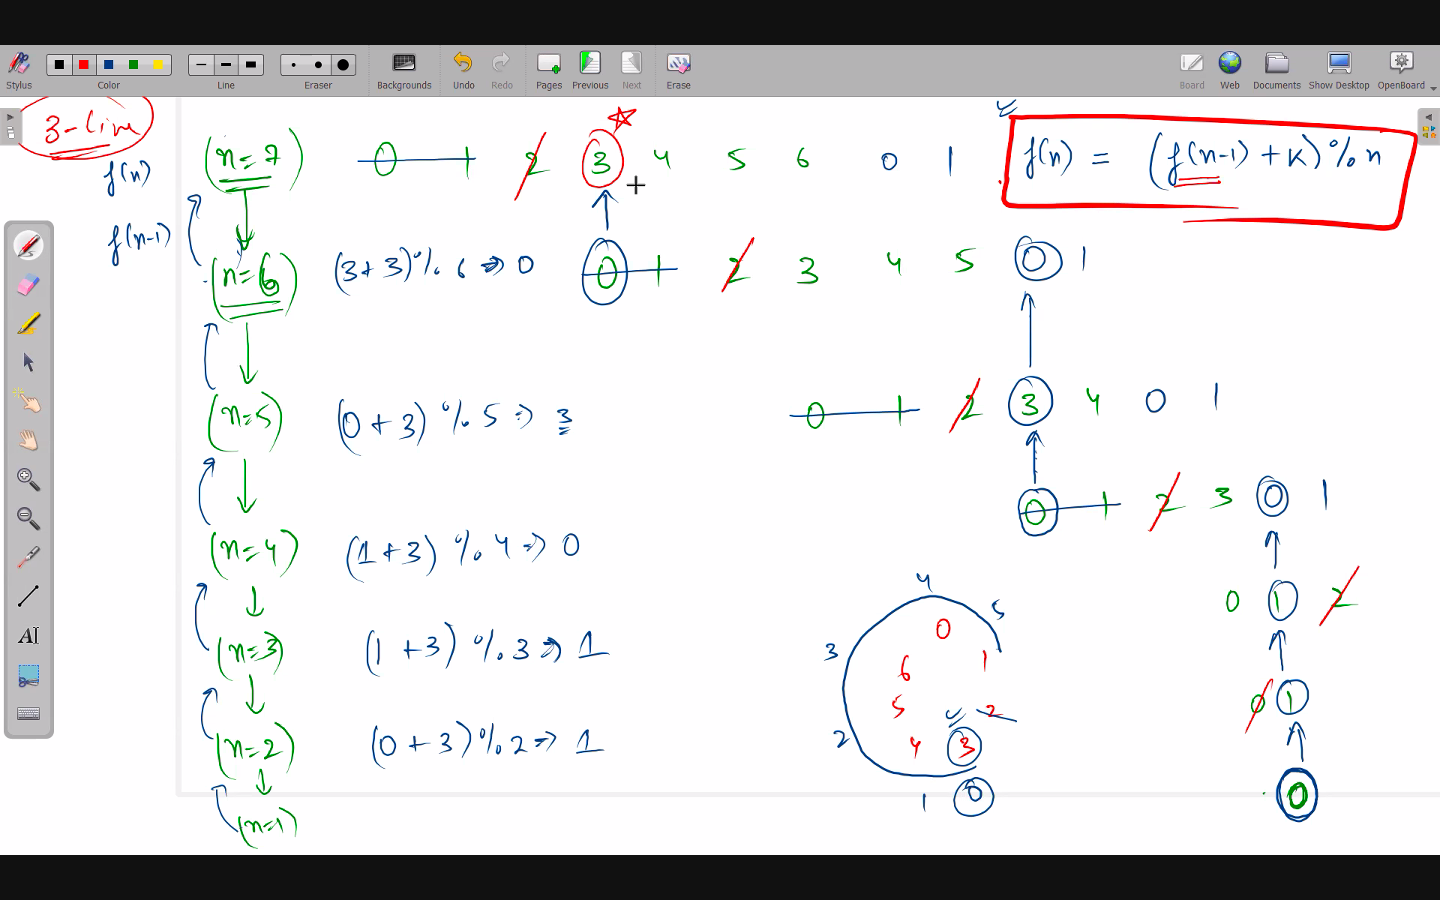 Stylus Color Line Eraser Backgrounds Undo Redo Pages Previous Next Erase Board Web Documents Show Desktop OpenBoard
3-line
f(n)
f(n-1)
(n=7) 0 1 2 3 4 5 6 0 1
f(n) = (f(n-1) + K) % n
(n=6) (3+3) % 6 => 0 0 1 2 3 4 5 0 1
(n=5) (0 + 3) % 5 => 3 0 1 2 3 4 0 1
(n=4) (1 + 3) % 4 => 0 0 1 2 3 0 1
(n=3) (1 + 3) % 3 => 1 0 1 2
(n=2) (0 + 3) % 2 => 1 0 1
(n=1) 0
4
5
3
0
6 1
5 2
2 4 3
1 0
AI